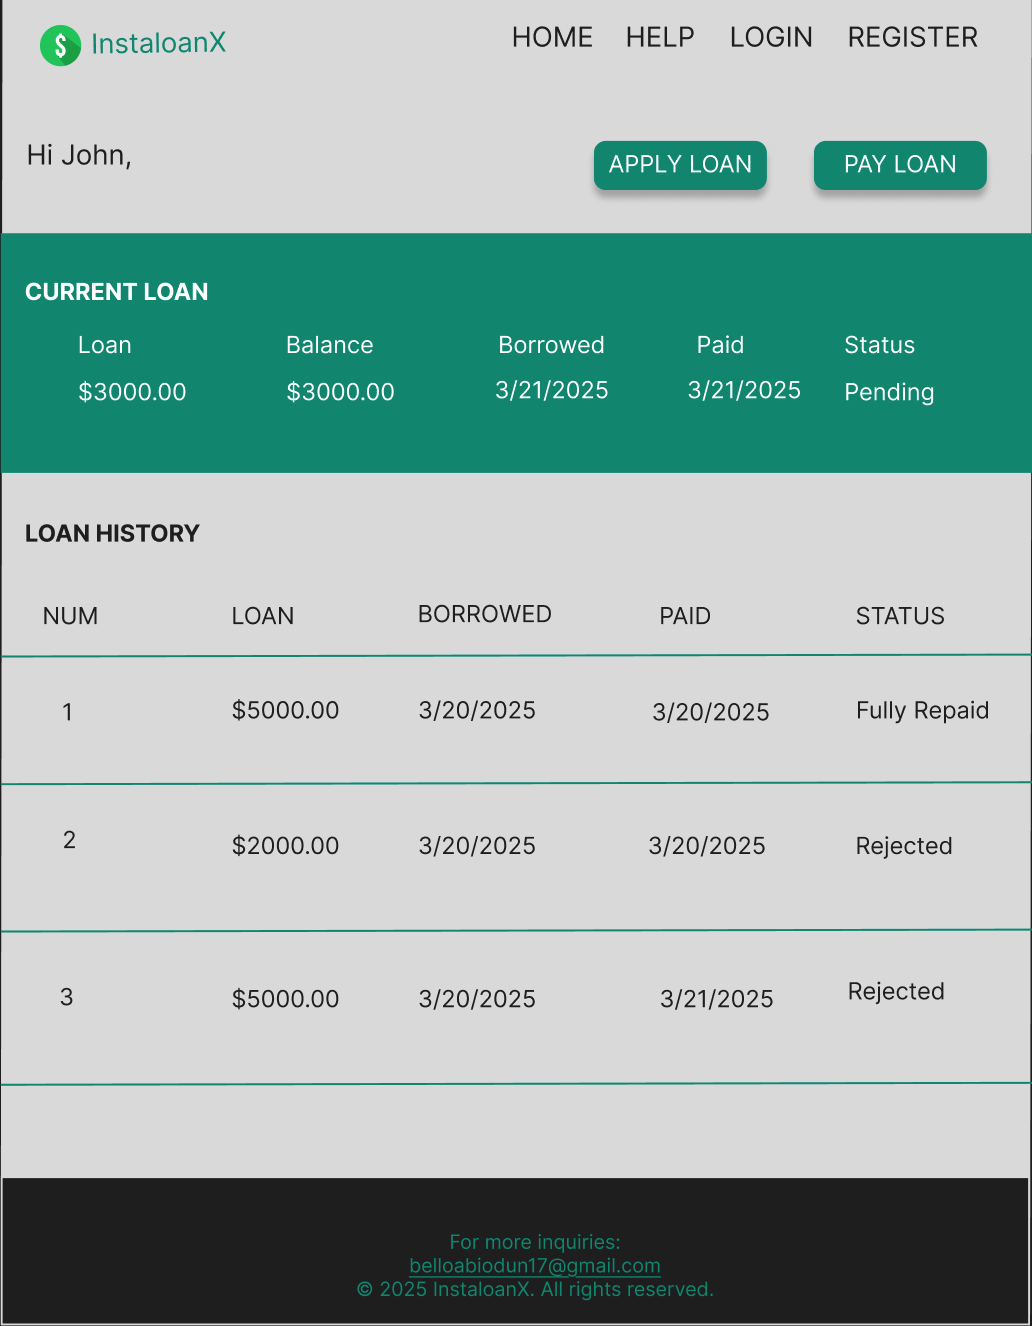 $ InstaloanX HOME HELP LOGIN REGISTER
Hi John, APPLY LOAN PAY LOAN
CURRENT LOAN
Loan Balance Borrowed Paid Status
$3000.00 $3000.00 3/21/2025 3/21/2025 Pending
LOAN HISTORY
NUM LOAN BORROWED PAID STATUS
1 $5000.00 3/20/2025 3/20/2025 Fully Repaid
2 $2000.00 3/20/2025 3/20/2025 Rejected
3 $5000.00 3/20/2025 3/21/2025 Rejected
For more inquiries:
belloabiodun17@gmail.com
© 2025 InstaloanX. All rights reserved.